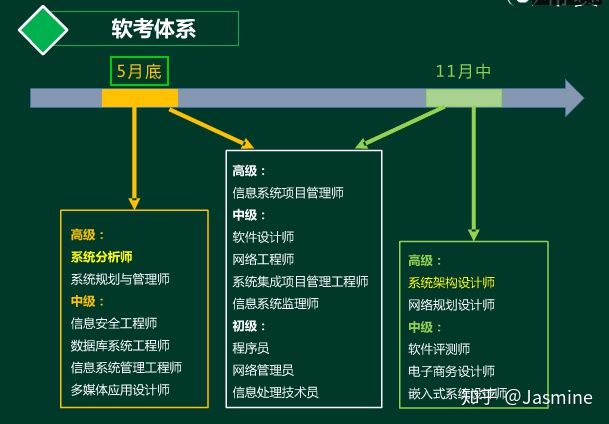 软考体系
5月底
11月中
高级：
系统分析师
系统规划与管理师
中级：
信息安全工程师
数据库系统工程师
信息系统管理工程师
多媒体应用设计师
高级：
信息系统项目管理师
中级：
软件设计师
网络工程师
系统集成项目管理工程师
信息系统监理师
初级：
程序员
网络管理员
信息处理技术员
高级：
系统架构设计师
网络规划设计师
中级：
软件评测师
电子商务设计师
嵌入式系统设计师
知乎 @Jasmine